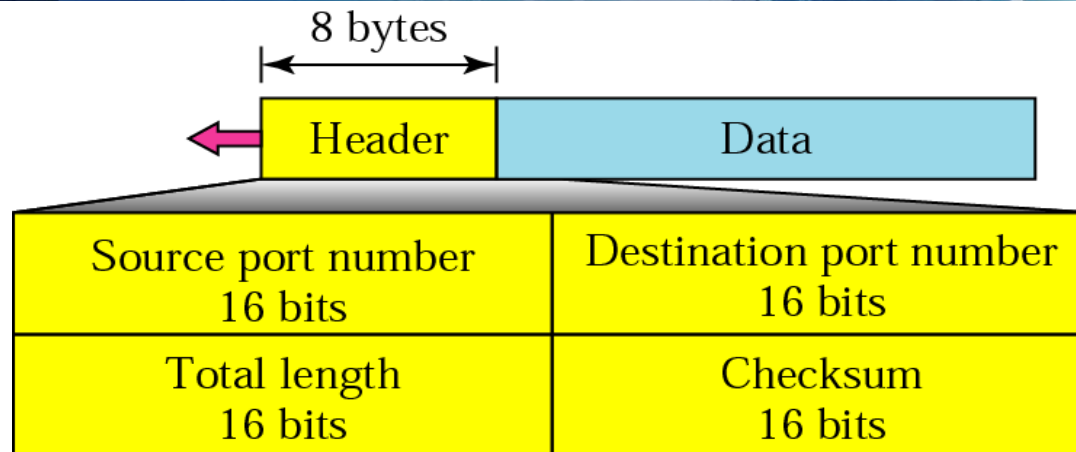 8 bytes
Header
Data
Source port number
16 bits
Destination port number
16 bits
Total length
16 bits
Checksum
16 bits